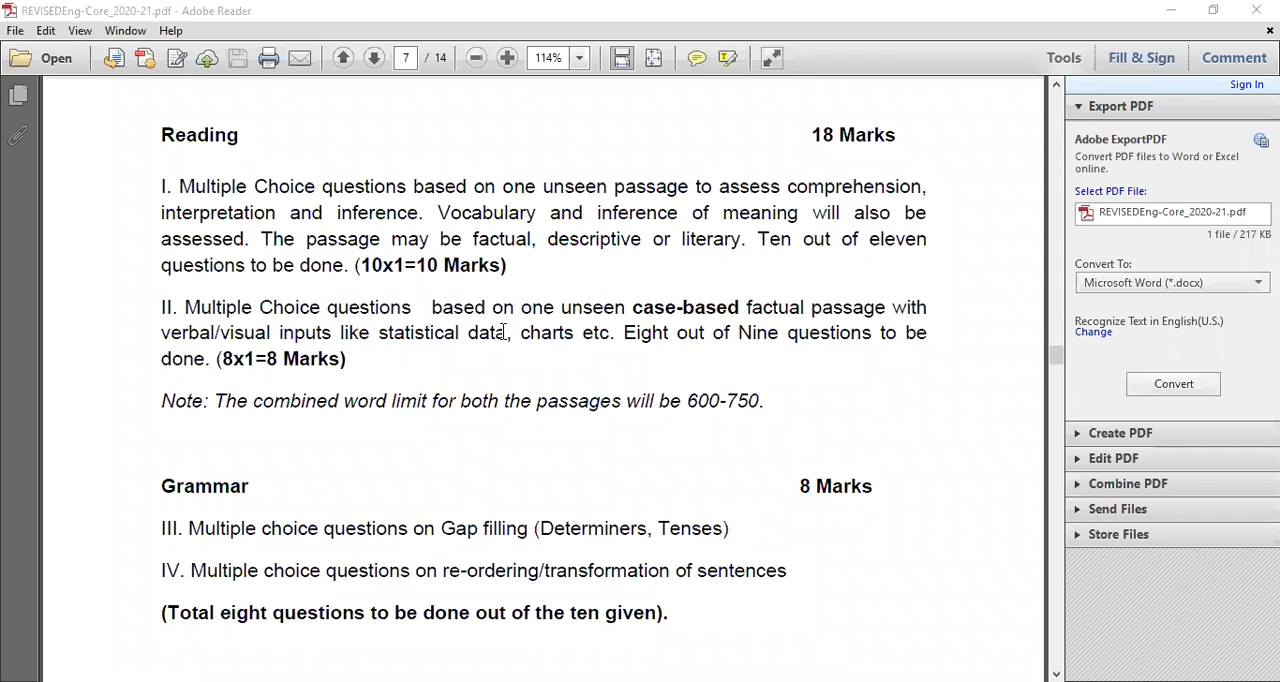 REVISEDEng-Core_2020-21.pdf - Adobe Reader
File Edit View Window Help
Open 7 / 14 114% Tools Fill & Sign Comment
Sign In
Export PDF
Adobe ExportPDF
Convert PDF files to Word or Excel
online.
Select PDF File:
REVISEDEng-Core_2020-21.pdf
1 file / 217 KB
Convert To:
Microsoft Word (*.docx)
Recognize Text in English(U.S.)
Change
Convert
Create PDF
Edit PDF
Combine PDF
Send Files
Store Files
Reading 18 Marks
I. Multiple Choice questions based on one unseen passage to assess comprehension,
interpretation and inference. Vocabulary and inference of meaning will also be
assessed. The passage may be factual, descriptive or literary. Ten out of eleven
questions to be done. (10x1=10 Marks)
II. Multiple Choice questions based on one unseen case-based factual passage with
verbal/visual inputs like statistical data, charts etc. Eight out of Nine questions to be
done. (8x1=8 Marks)
Note: The combined word limit for both the passages will be 600-750.
Grammar 8 Marks
III. Multiple choice questions on Gap filling (Determiners, Tenses)
IV. Multiple choice questions on re-ordering/transformation of sentences
(Total eight questions to be done out of the ten given).